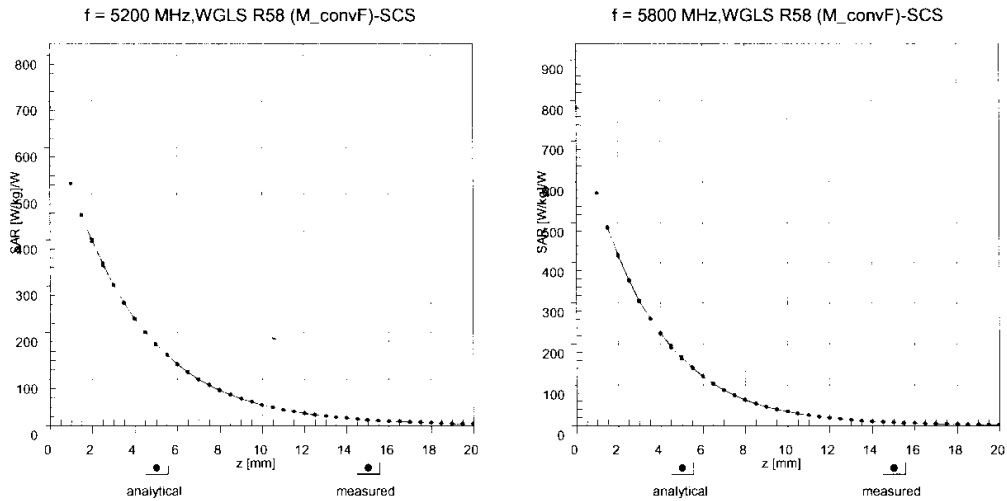 f = 5200 MHz,WGLS R58 (M_convF)-SCS
800
700
600
500
400
300
200
100
0
SAR [W/kg]/W
0 2 4 6 8 10 12 14 16 18 20
z [mm]
analytical measured
f = 5800 MHz,WGLS R58 (M_convF)-SCS
900
800
700
600
500
400
300
200
100
0
SAR [W/kg]/W
0 2 4 6 8 10 12 14 16 18 20
z [mm]
analytical measured